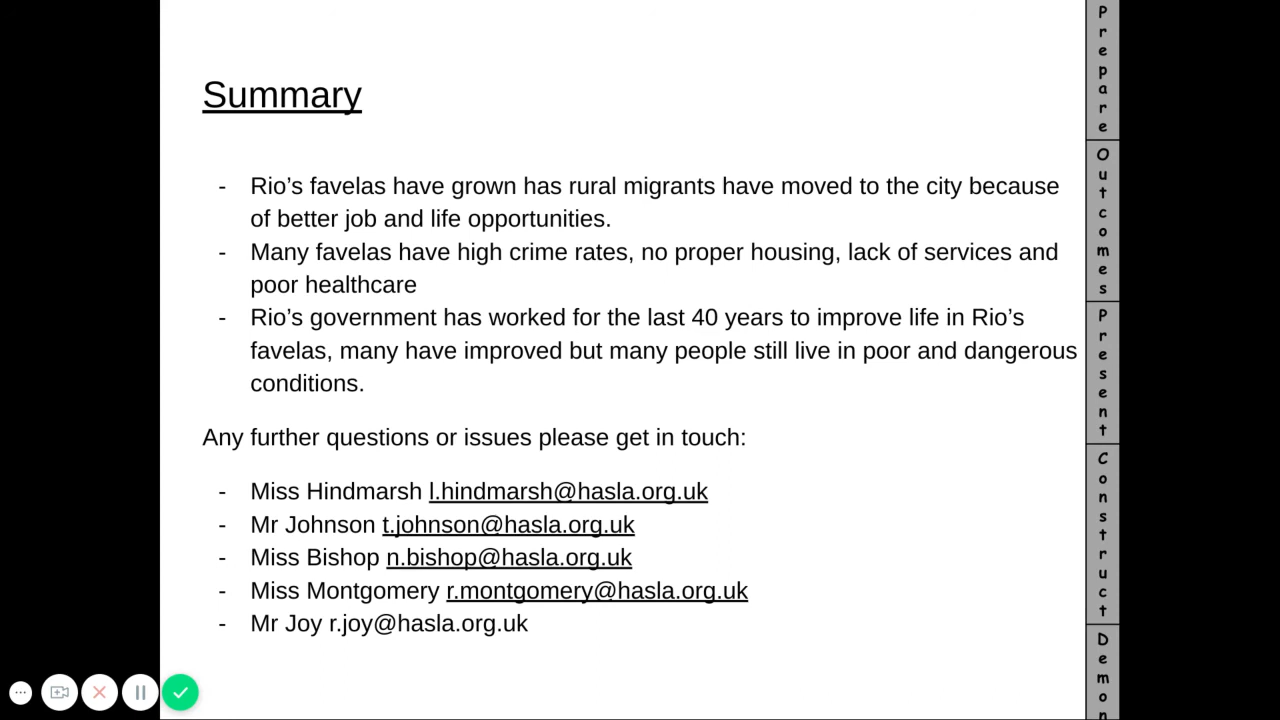 Summary
- Rio’s favelas have grown has rural migrants have moved to the city because
of better job and life opportunities.
- Many favelas have high crime rates, no proper housing, lack of services and
poor healthcare
- Rio’s government has worked for the last 40 years to improve life in Rio’s
favelas, many have improved but many people still live in poor and dangerous
conditions.
Any further questions or issues please get in touch:
- Miss Hindmarsh l.hindmarsh@hasla.org.uk
- Mr Johnson t.johnson@hasla.org.uk
- Miss Bishop n.bishop@hasla.org.uk
- Miss Montgomery r.montgomery@hasla.org.uk
- Mr Joy r.joy@hasla.org.uk
Prepare
Outcomes
Present
Construct
Demon